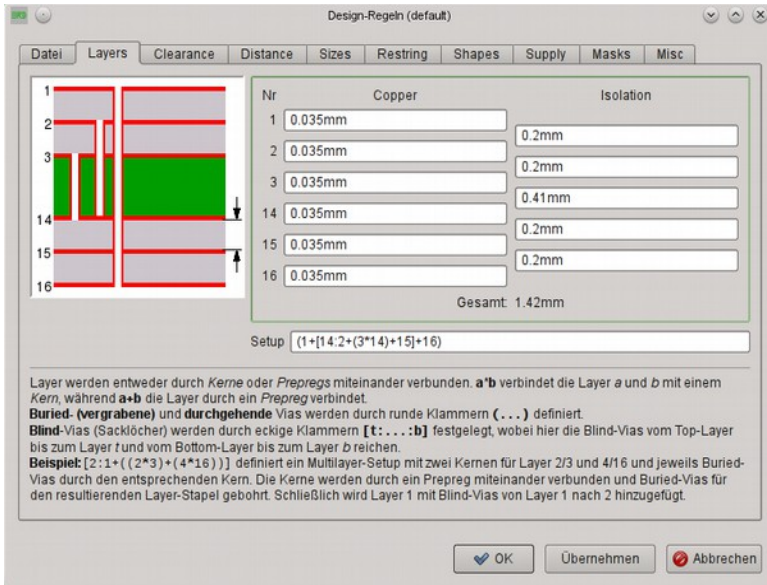 Design-Regeln (default)
Datei Layers Clearance Distance Sizes Restring Shapes Supply Masks Misc
1
2
3
14
15
16
Nr Copper Isolation
1 0.035mm
0.2mm
2 0.035mm
0.2mm
3 0.035mm
0.41mm
14 0.035mm
0.2mm
15 0.035mm
0.2mm
16 0.035mm
Gesamt: 1.42mm
Setup (1+[14:2+(3*14)+15]+16)
Layer werden entweder durch Kerne oder Prepregs miteinander verbunden. a*b verbindet die Layer a und b mit einem
Kern, während a+b die Layer durch ein Prepreg verbindet.
Buried- (vergrabene) und durchgehende Vias werden durch runde Klammern (...) definiert.
Blind-Vias (Sacklöcher) werden durch eckige Klammern [t:...:b] festgelegt, wobei hier die Blind-Vias vom Top-Layer
bis zum Layer t und vom Bottom-Layer bis zum Layer b reichen.
Beispiel: [2:1+((2*3)+(4*16))] definiert ein Multilayer-Setup mit zwei Kernen für Layer 2/3 und 4/16 und jeweils Buried-
Vias durch den entsprechenden Kern. Die Kerne werden durch ein Prepreg miteinander verbunden und Buried-Vias für
den resultierenden Layer-Stapel gebohrt. Schließlich wird Layer 1 mit Blind-Vias von Layer 1 nach 2 hinzugefügt.
OK Übernehmen Abbrechen